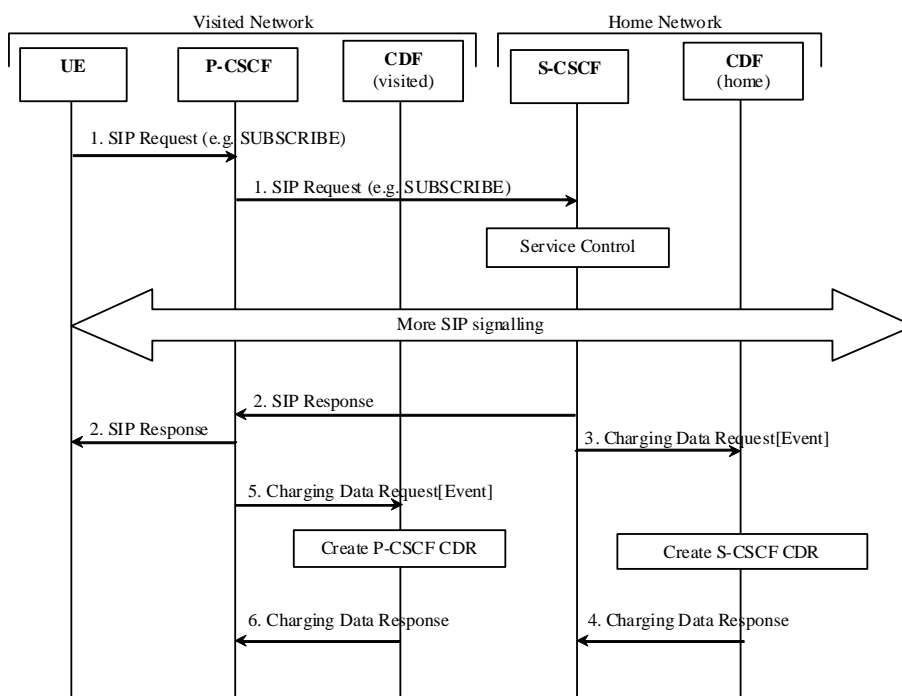 Visited Network
Home Network
UE
P-CSCF
CDF
(visited)
S-CSCF
CDF
(home)
1. SIP Request (e.g. SUBSCRIBE)
1. SIP Request (e.g. SUBSCRIBE)
Service Control
More SIP signalling
2. SIP Response
2. SIP Response
3. Charging Data Request[Event]
5. Charging Data Request[Event]
Create P-CSCF CDR
Create S-CSCF CDR
6. Charging Data Response
4. Charging Data Response